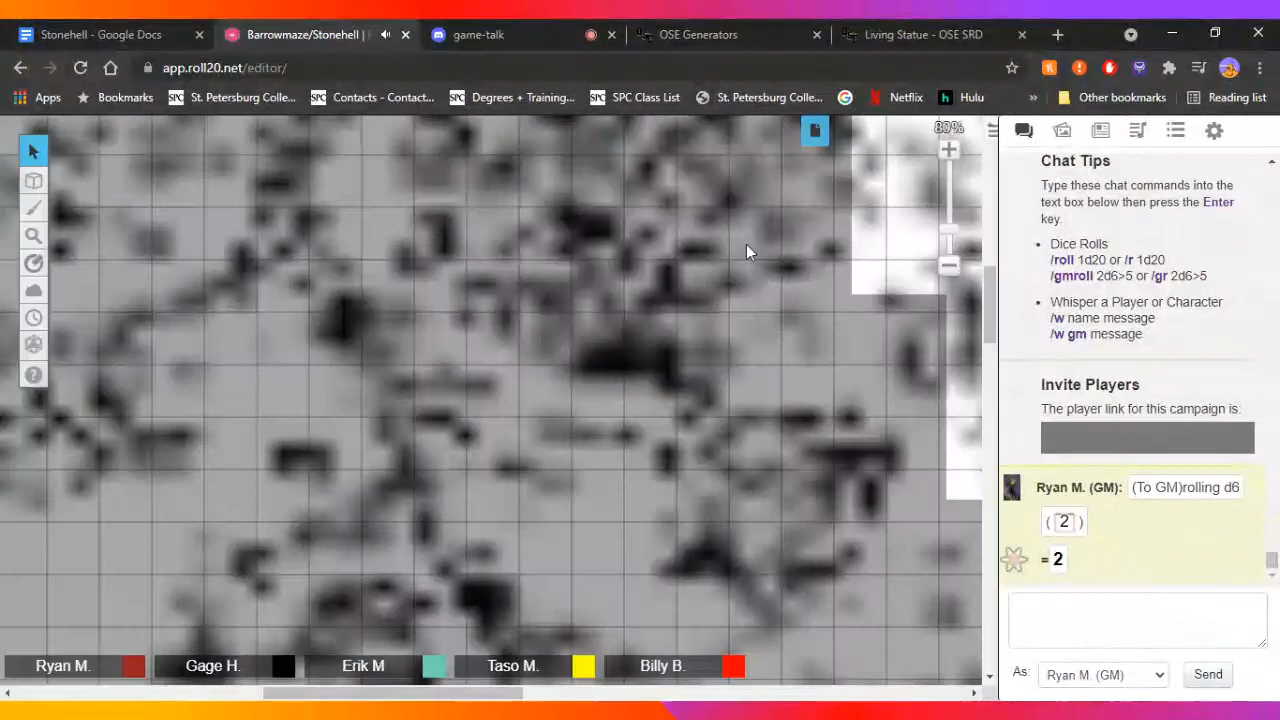 Stonehell - Google Docs
Barrowmaze/Stonehell |
game-talk
OSE Generators
Living Statue - OSE SRD
app.roll20.net/editor/
Apps
Bookmarks
SPC St. Petersburg Colle...
SPC Contacts - Contact...
SPC Degrees + Training...
SPC SPC Class List
St. Petersburg Colle...
Netflix
h Hulu
»
Other bookmarks
Reading list
80%
Chat Tips
Type these chat commands into the
text box below then press the Enter
key.
• Dice Rolls
/roll 1d20 or /r 1d20
/gmroll 2d6>5 or /gr 2d6>5
• Whisper a Player or Character
/w name message
/w gm message
Invite Players
The player link for this campaign is:
Ryan M. (GM): (To GM)rolling d6
( 2 )
= 2
Ryan M.
Gage H.
Erik M
Taso M.
Billy B.
As: Ryan M. (GM)
Send